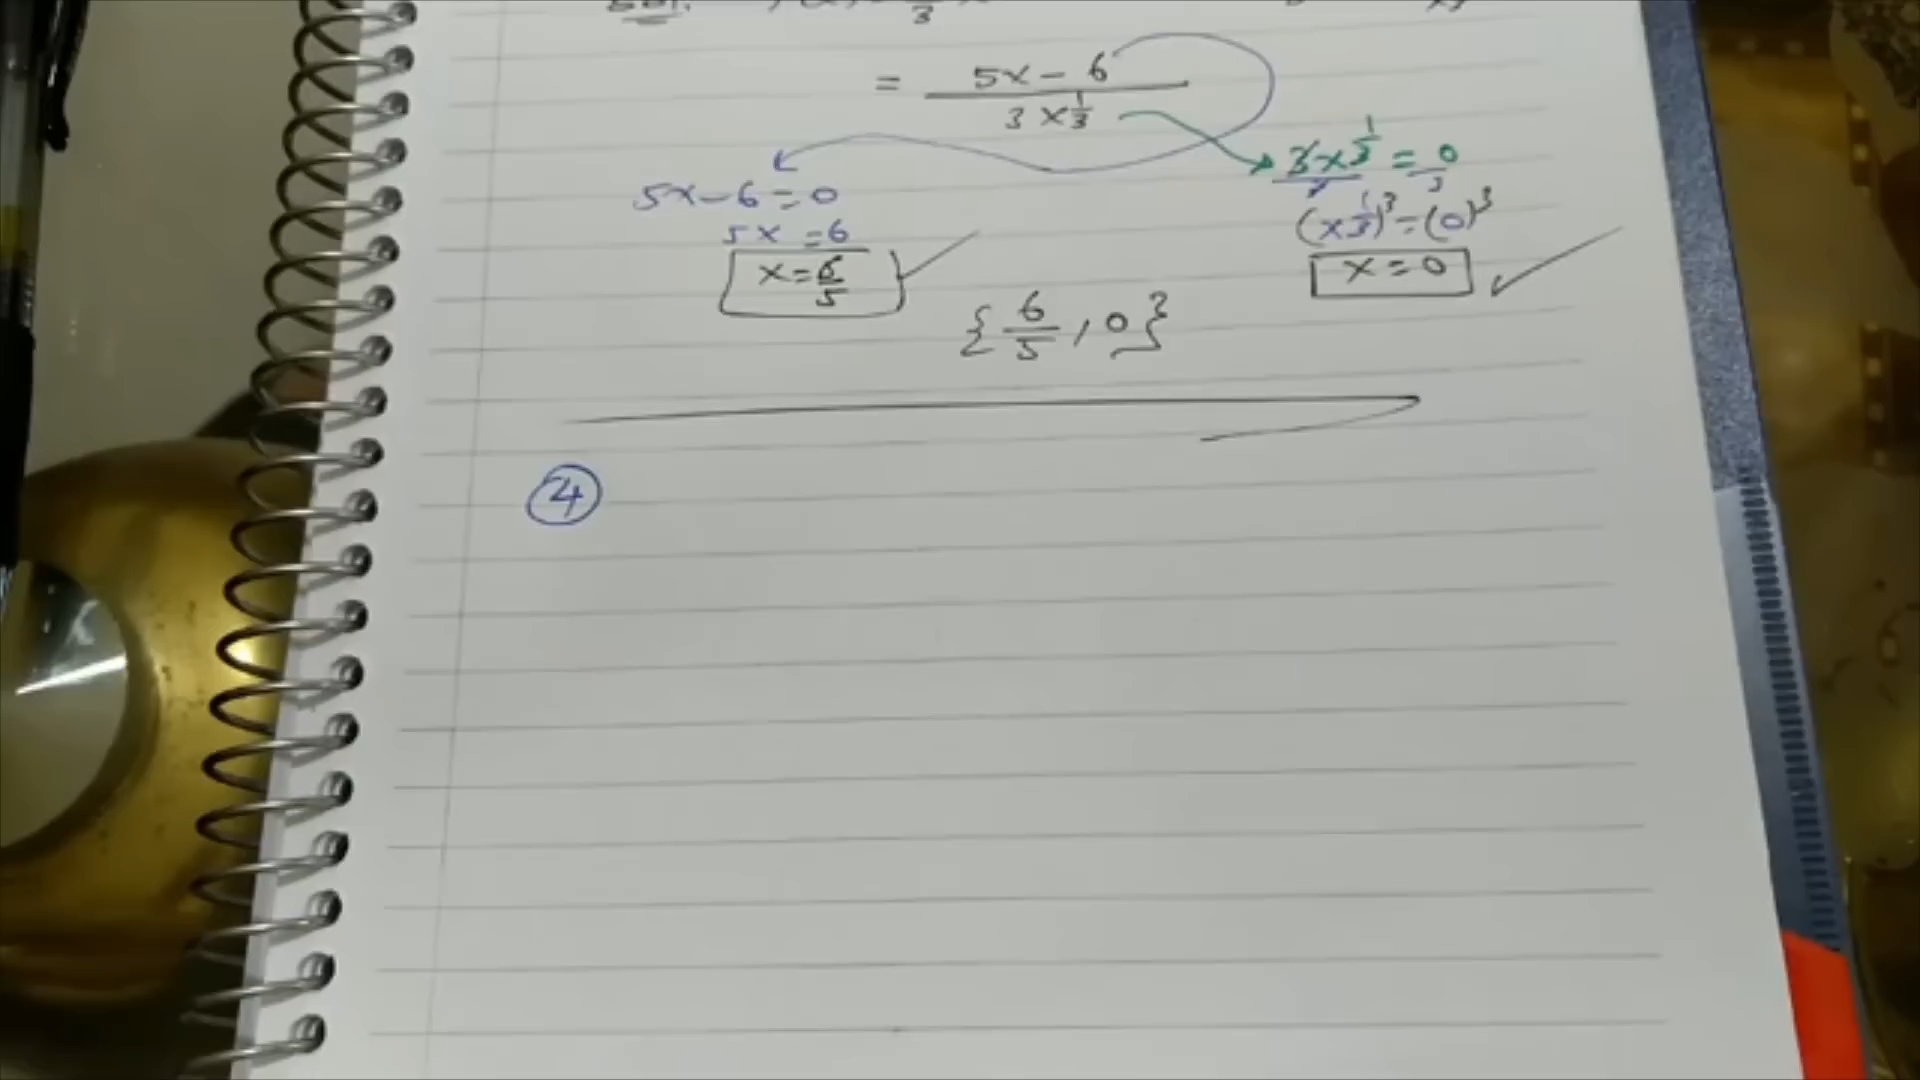 = 5x - 6 / 3x^1/3
5x - 6 = 0
5x = 6
x = 6/5
3x^1/3 = 0
(x^1/3)^3 = (0)^3
x = 0
{6/5, 0}
4